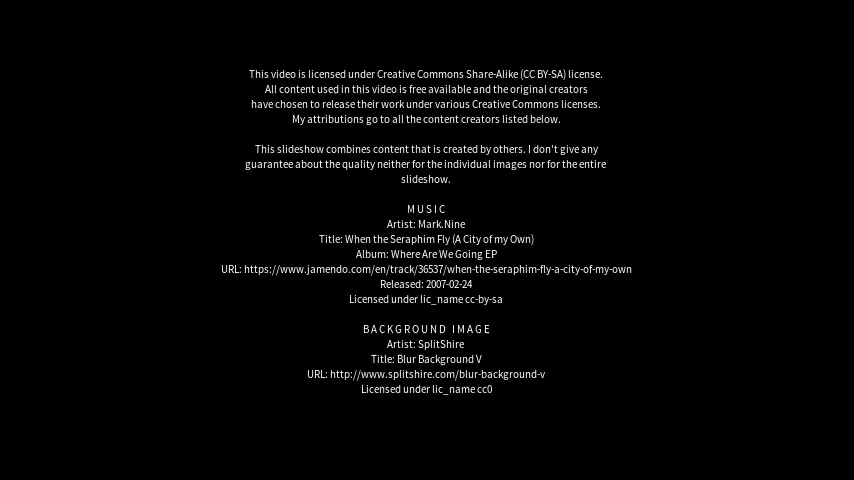 This video is licensed under Creative Commons Share-Alike (CC BY-SA) license.
All content used in this video is free available and the original creators
have chosen to release their work under various Creative Commons licenses.
My attributions go to all the content creators listed below.
This slideshow combines content that is created by others. I don't give any
guarantee about the quality neither for the individual images nor for the entire
slideshow.
MUSIC
Artist: Mark.Nine
Title: When the Seraphim Fly (A City of my Own)
Album: Where Are We Going EP
URL: https://www.jamendo.com/en/track/36537/when-the-seraphim-fly-a-city-of-my-own
Released: 2007-02-24
Licensed under lic_name cc-by-sa
BACKGROUND IMAGE
Artist: SplitShire
Title: Blur Background V
URL: http://www.splitshire.com/blur-background-v
Licensed under lic_name cc0